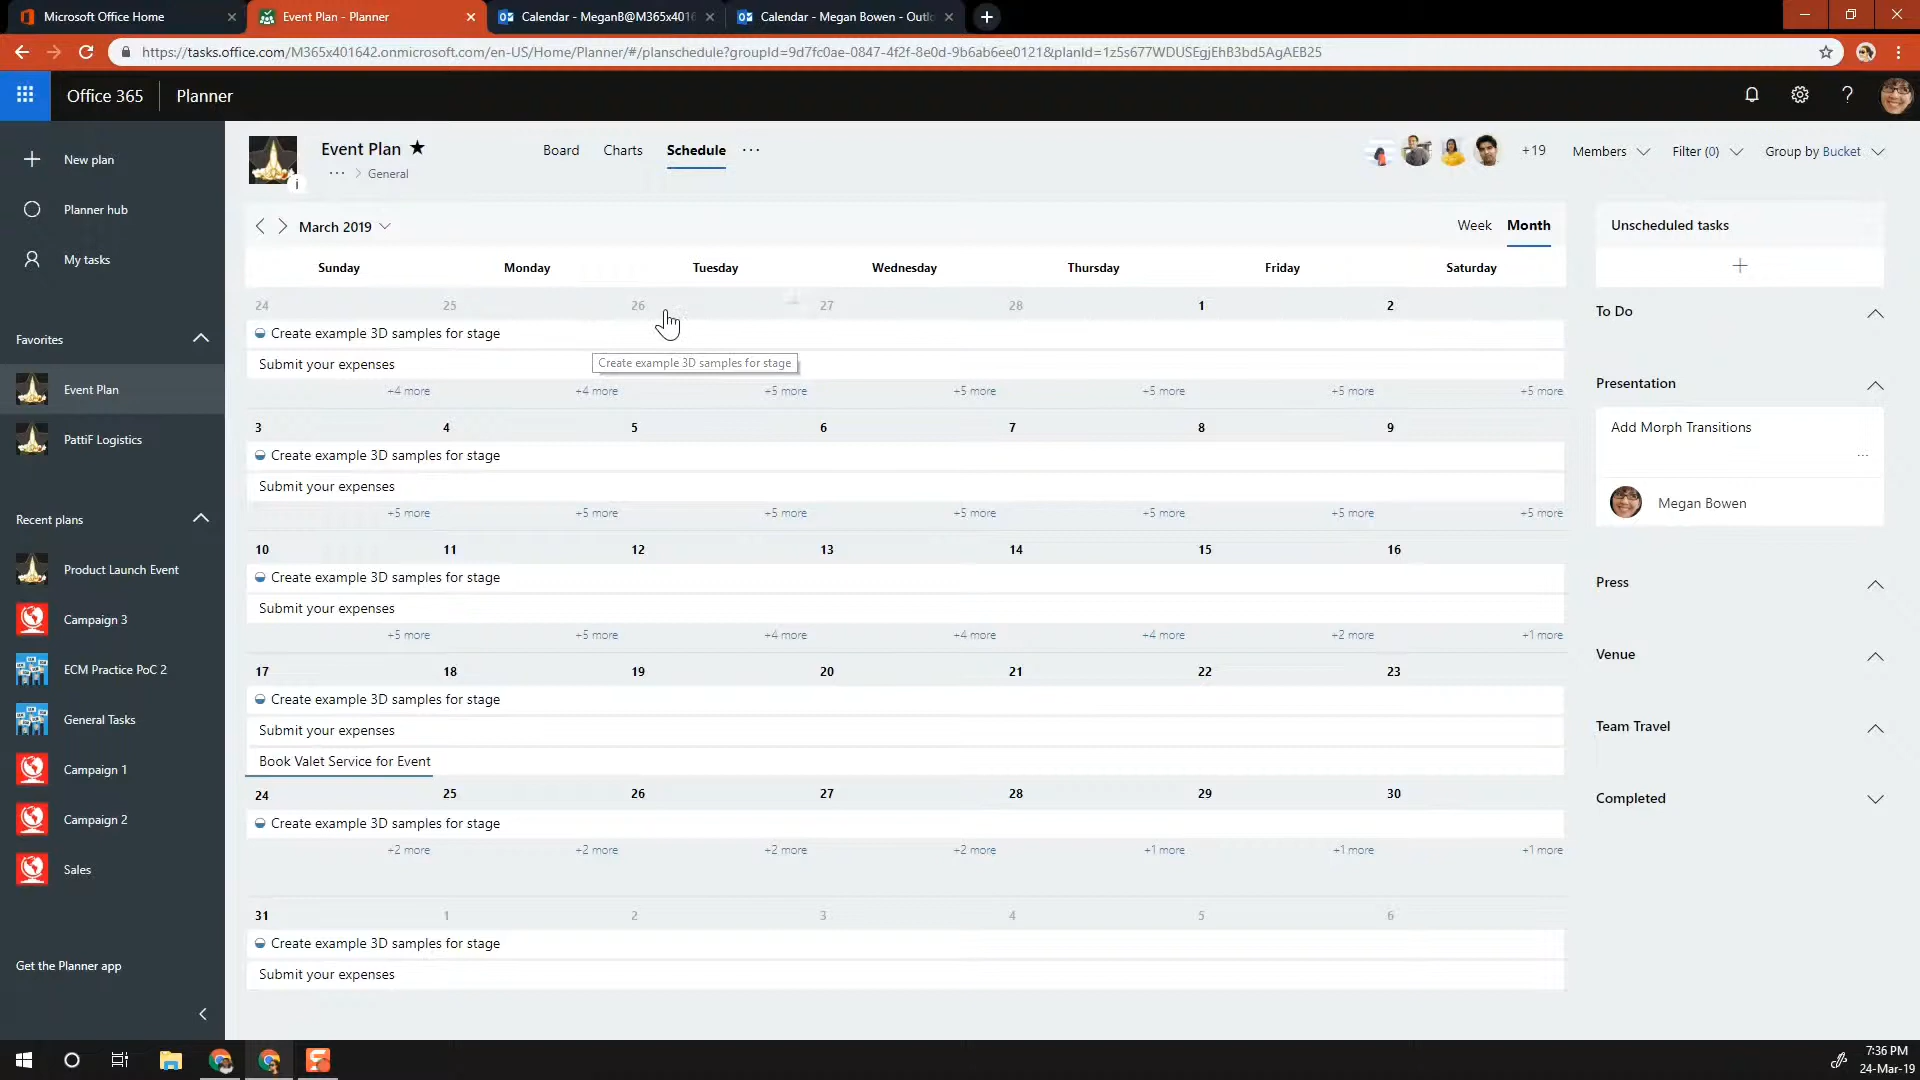 Microsoft Office Home
Event Plan - Planner
Calendar - MeganB@M365x4016
Calendar - Megan Bowen - Outlo
https://tasks.office.com/M365x401642.onmicrosoft.com/en-US/Home/Planner/#/planschedule?groupId=9d7fc0ae-0847-4f2f-8e0d-9b6ab6ee0121&planId=1z5s677WDUSEgjEhB3bd5AgAEB25
Office 365
Planner
?
New plan
Planner hub
My tasks
Favorites
Event Plan
PattiF Logistics
Recent plans
Product Launch Event
Campaign 3
ECM Practice PoC 2
General Tasks
Campaign 1
Campaign 2
Sales
Get the Planner app
Event Plan ★
··· > General
Board
Charts
Schedule
···
+19
Members
Filter (0)
Group by Bucket
March 2019
Week
Month
Sunday Monday Tuesday Wednesday Thursday Friday Saturday
24 25 26 27 28 1 2
Create example 3D samples for stage
Submit your expenses
Create example 3D samples for stage
+4 more +4 more +5 more +5 more +5 more +5 more +5 more
3 4 5 6 7 8 9
Create example 3D samples for stage
Submit your expenses
+5 more +5 more +5 more +5 more +5 more +5 more +5 more
10 11 12 13 14 15 16
Create example 3D samples for stage
Submit your expenses
+5 more +5 more +4 more +4 more +4 more +2 more +1 more
17 18 19 20 21 22 23
Create example 3D samples for stage
Submit your expenses
Book Valet Service for Event
24 25 26 27 28 29 30
Create example 3D samples for stage
+2 more +2 more +2 more +2 more +1 more +1 more +1 more
31 1 2 3 4 5 6
Create example 3D samples for stage
Submit your expenses
Unscheduled tasks
To Do
Presentation
Add Morph Transitions
...
Megan Bowen
Press
Venue
Team Travel
Completed
7:36 PM
24-Mar-19